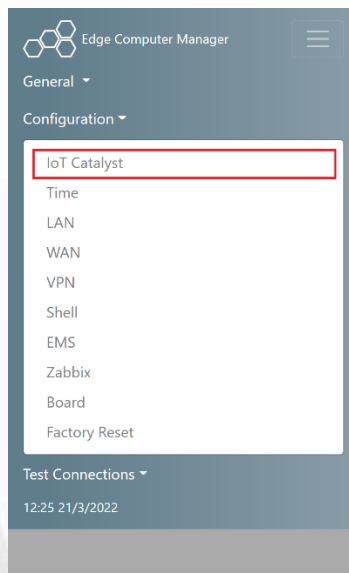 Edge Computer Manager
General
Configuration
IoT Catalyst
Time
LAN
WAN
VPN
Shell
EMS
Zabbix
Board
Factory Reset
Test Connections
12:25 21/3/2022